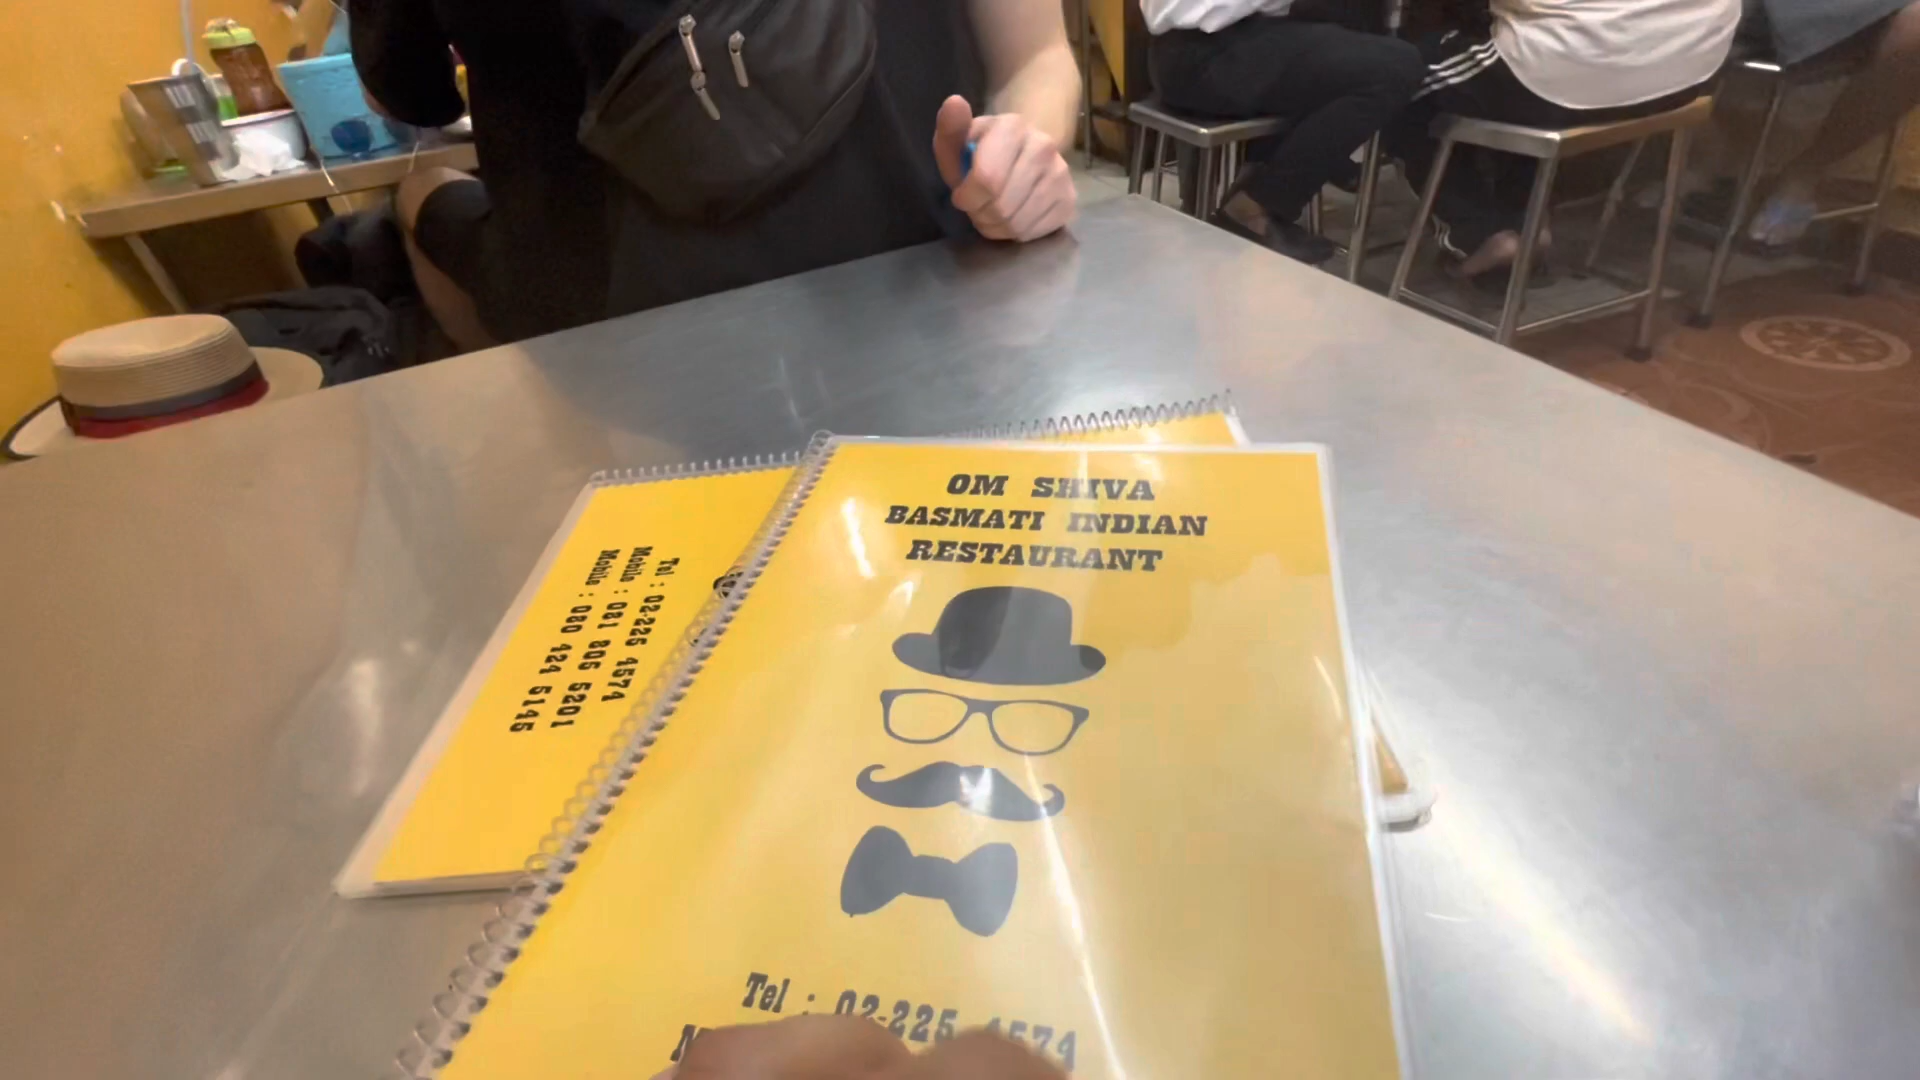 OM SHIVA
BASMATI INDIAN
RESTAURANT
Tel : 02-225 4574
Tel : 02-225 4574
Mobile : 081 805 5201
Mobile : 080 124 5145